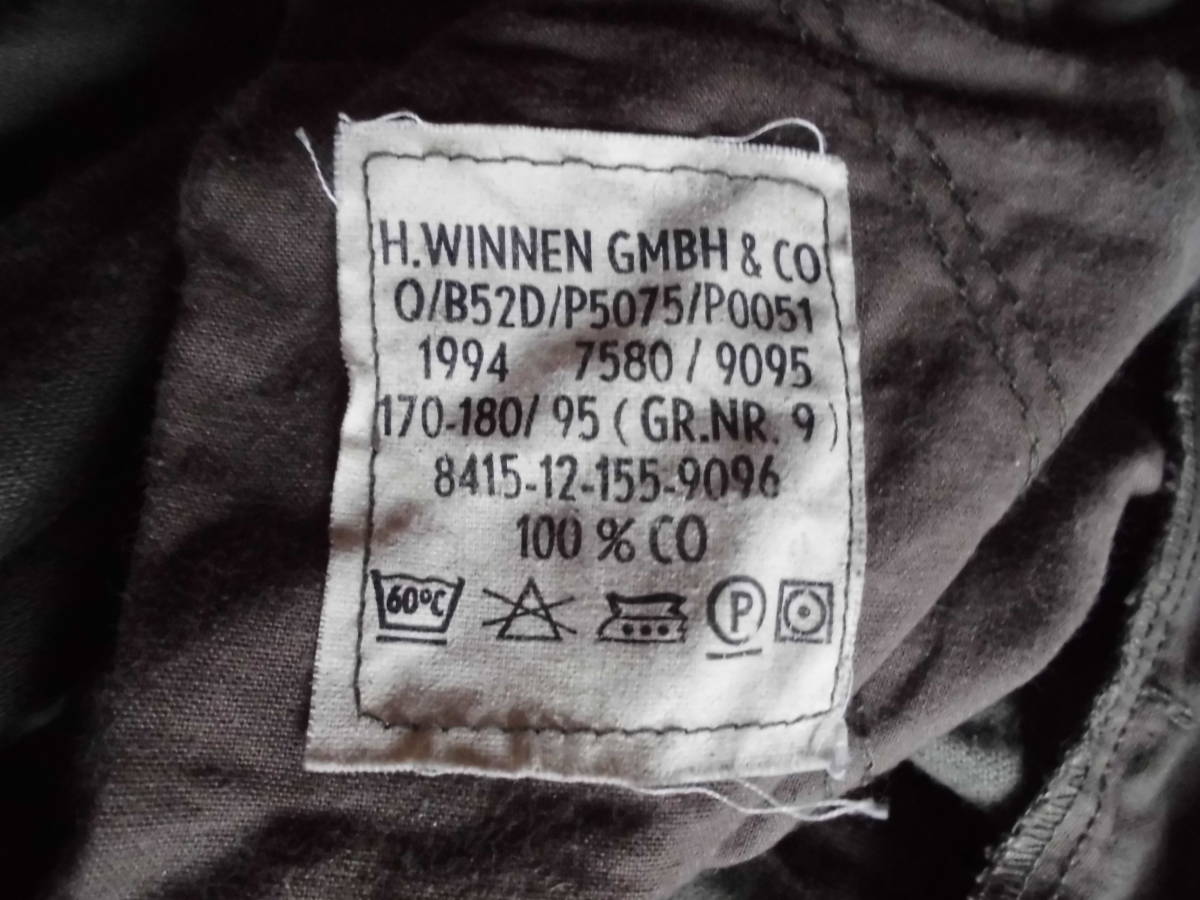 H.WINNEN GMBH & CO
Q/B52D/P5075/P0051
1994 7580 / 9095
170-180/ 95 ( GR.NR. 9 )
8415-12-155-9096
100 % CO
60°C P